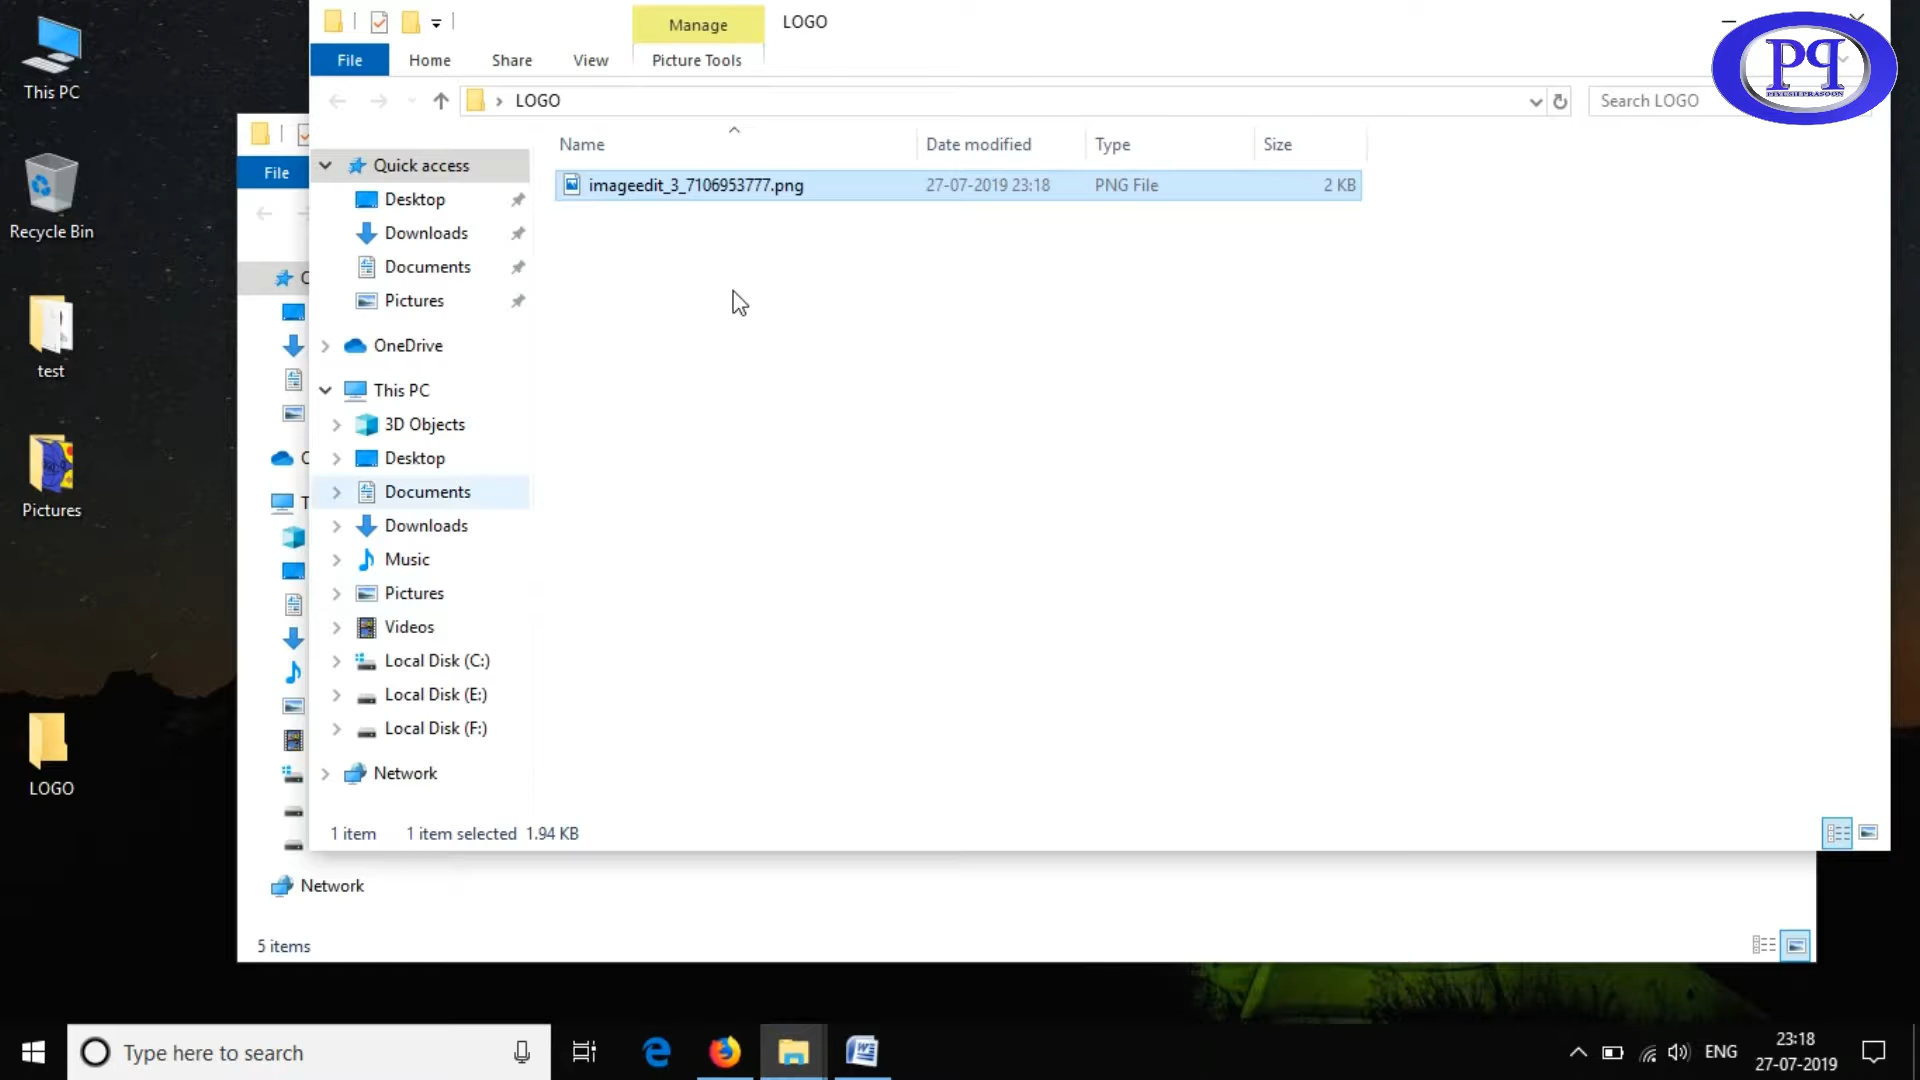 This PC
Recycle Bin
test
Pictures
LOGO
Manage
LOGO
File
Home
Share
View
Picture Tools
LOGO
Search LOGO
PP
PIYUSHPRASOON
Name
Date modified
Type
Size
imageedit_3_7106953777.png
27-07-2019 23:18
PNG File
2 KB
Quick access
Desktop
Downloads
Documents
Pictures
OneDrive
This PC
3D Objects
Desktop
Documents
Downloads
Music
Pictures
Videos
Local Disk (C:)
Local Disk (E:)
Local Disk (F:)
Network
1 item
1 item selected 1.94 KB
File
Network
5 items
Type here to search
ENG
23:18
27-07-2019